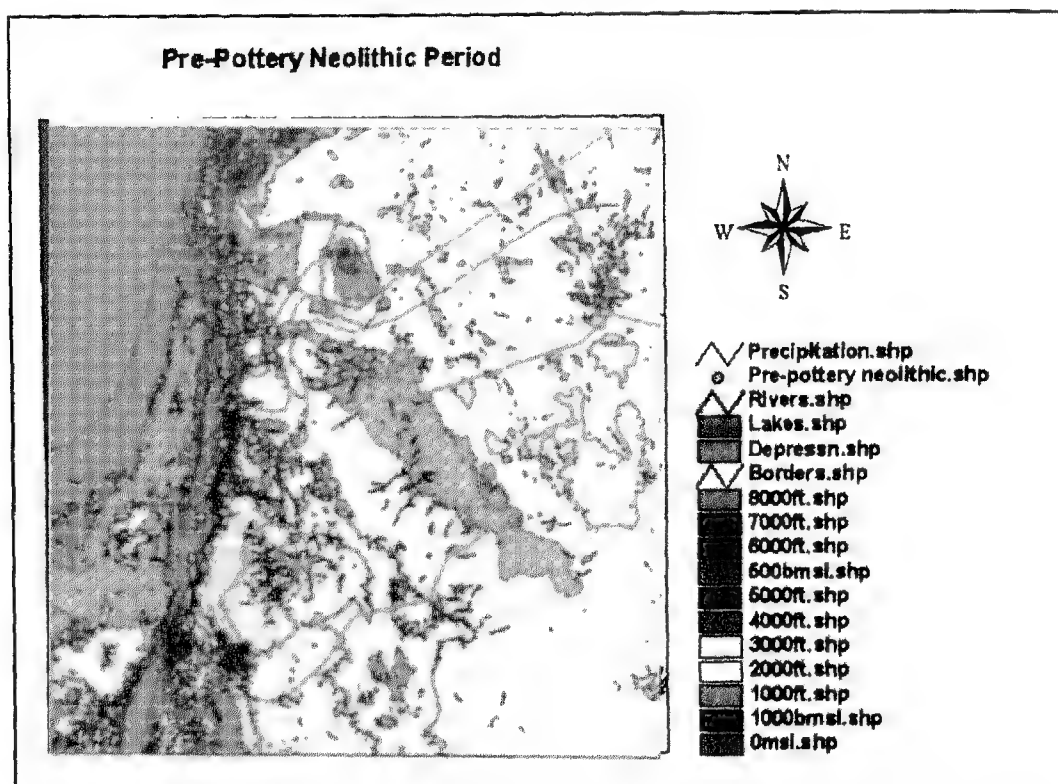 Pre-Pottery Neolithic Period
N
W E
S
Precipitation.shp
Pre-pottery neolithic.shp
Rivers.shp
Lakes.shp
Depressn.shp
Borders.shp
8000ft.shp
7000ft.shp
6000ft.shp
500bmsl.shp
5000ft.shp
4000ft.shp
3000ft.shp
2000ft.shp
1000ft.shp
1000bmsl.shp
0msl.shp